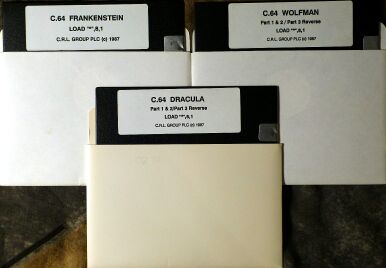 C.64 FRANKENSTEIN
LOAD "*",8,1
C.R.L. GROUP PLC (c) 1987
C.64 WOLFMAN
Part 1 & 2 / Part 3 Reverse
LOAD "*",8,1
C.R.L. GROUP PLC (c) 1987
C.64 DRACULA
Part 1 & 2/Part 3 Reverse
LOAD "*",8,1
C.R.L. GROUP PLC (c) 1987